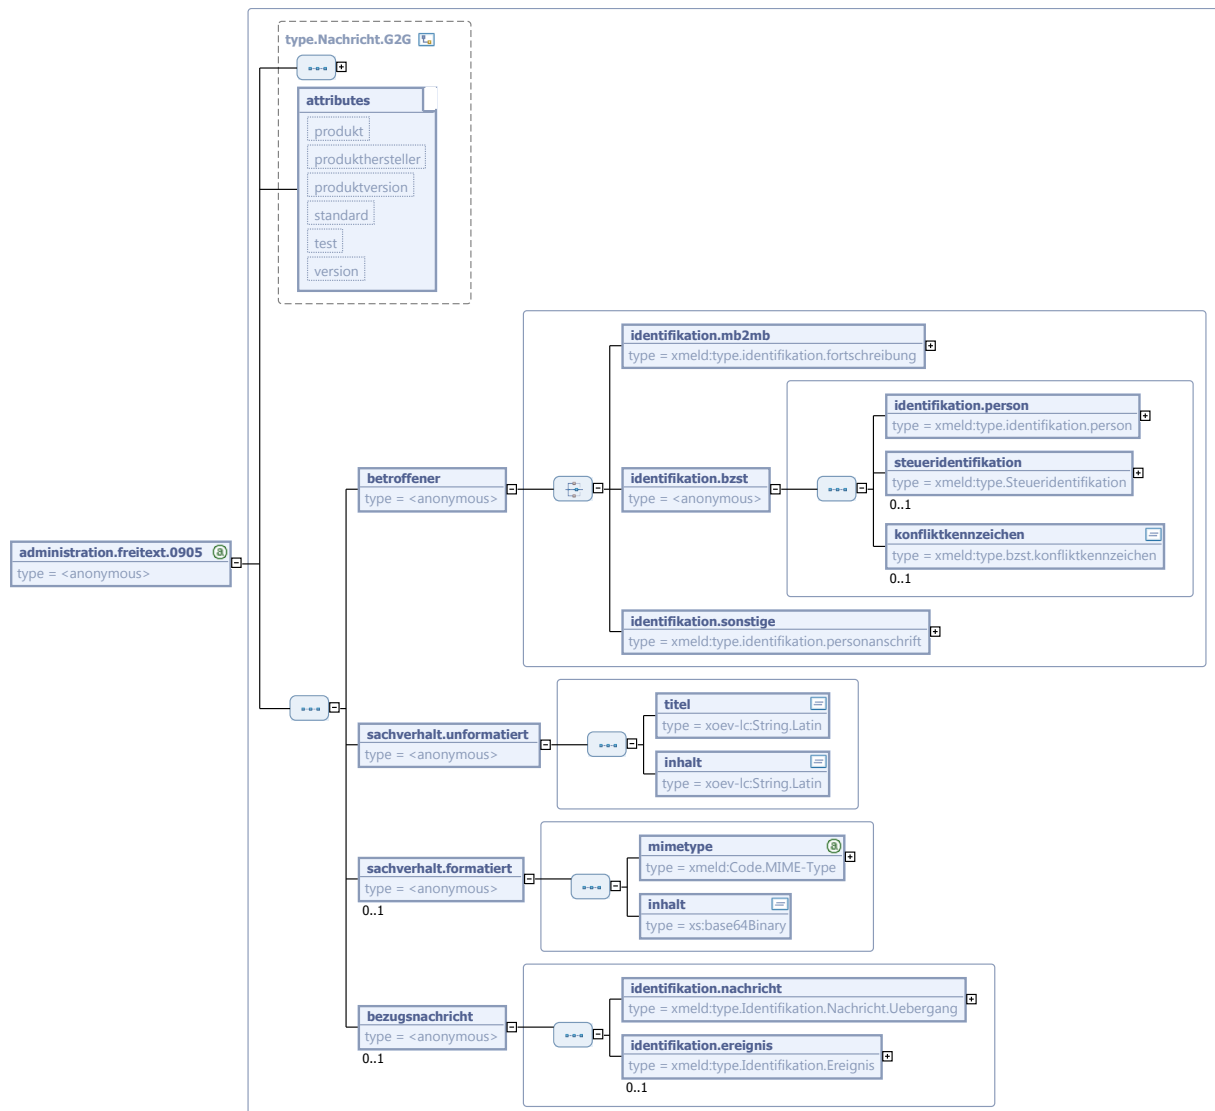 type.Nachricht.G2G
attributes
produkt
produkthersteller
produktversion
standard
test
version
administration.freitext.0905
type = <anonymous>
betroffener
type = <anonymous>
identifikation.mb2mb
type = xmeld:type.identifikation.fortschreibung
identifikation.bzst
type = <anonymous>
identifikation.person
type = xmeld:type.identifikation.person
steueridentifikation
type = xmeld:type.Steueridentifikation
0..1
konfliktkennzeichen
type = xmeld:type.bzst.konfliktkennzeichen
0..1
identifikation.sonstige
type = xmeld:type.identifikation.personanschrift
sachverhalt.unformatiert
type = <anonymous>
titel
type = xoev-lc:String.Latin
inhalt
type = xoev-lc:String.Latin
sachverhalt.formatiert
type = <anonymous>
0..1
mimetype
type = xmeld:Code.MIME-Type
inhalt
type = xs:base64Binary
bezugsnachricht
type = <anonymous>
0..1
identifikation.nachricht
type = xmeld:type.Identifikation.Nachricht.Uebergang
identifikation.ereignis
type = xmeld:type.Identifikation.Ereignis
0..1